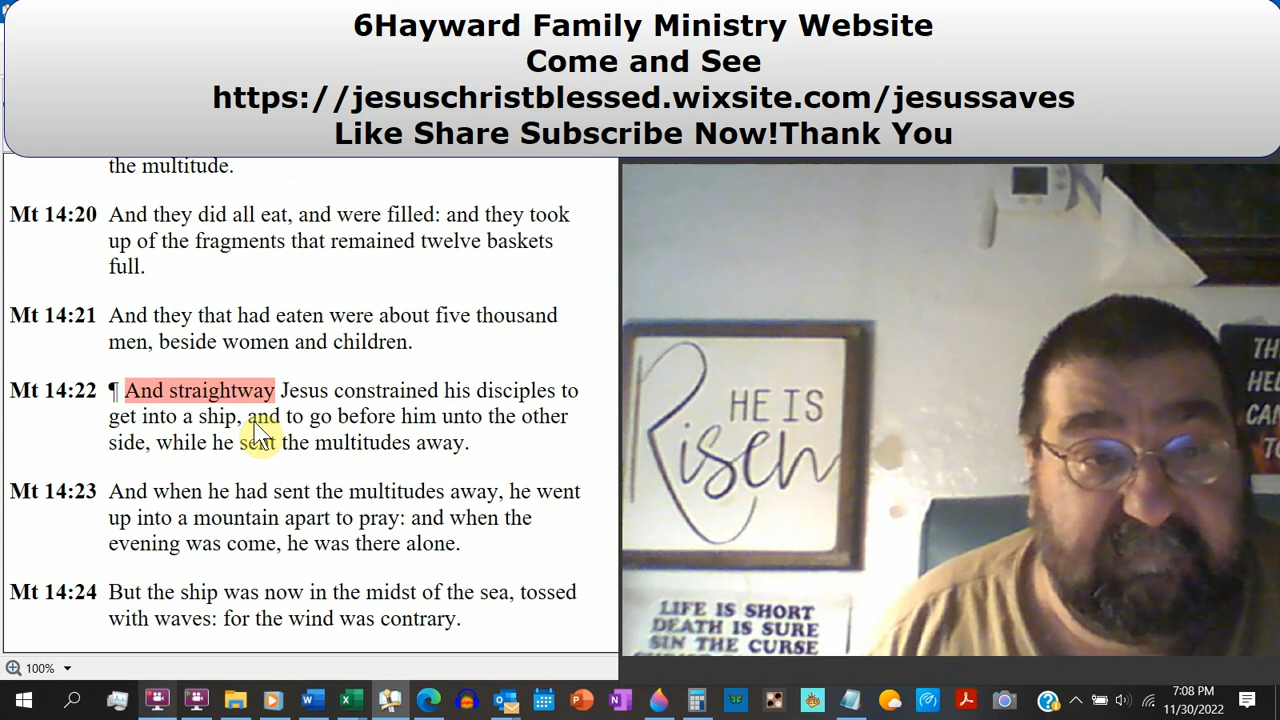 6Hayward Family Ministry Website
Come and See
https://jesuschristblessed.wixsite.com/jesussaves
Like Share Subscribe Now!Thank You
the multitude.
Mt 14:20 And they did all eat, and were filled: and they took
up of the fragments that remained twelve baskets
full.
Mt 14:21 And they that had eaten were about five thousand
men, beside women and children.
Mt 14:22 ¶ And straightway Jesus constrained his disciples to
get into a ship, and to go before him unto the other
side, while he sent the multitudes away.
Mt 14:23 And when he had sent the multitudes away, he went
up into a mountain apart to pray: and when the
evening was come, he was there alone.
Mt 14:24 But the ship was now in the midst of the sea, tossed
with waves: for the wind was contrary.
HE IS
Risen
LIFE IS SHORT
DEATH IS SURE
SIN THE CURSE
TH
HE
CAN
TO
100%
7:08 PM
11/30/2022